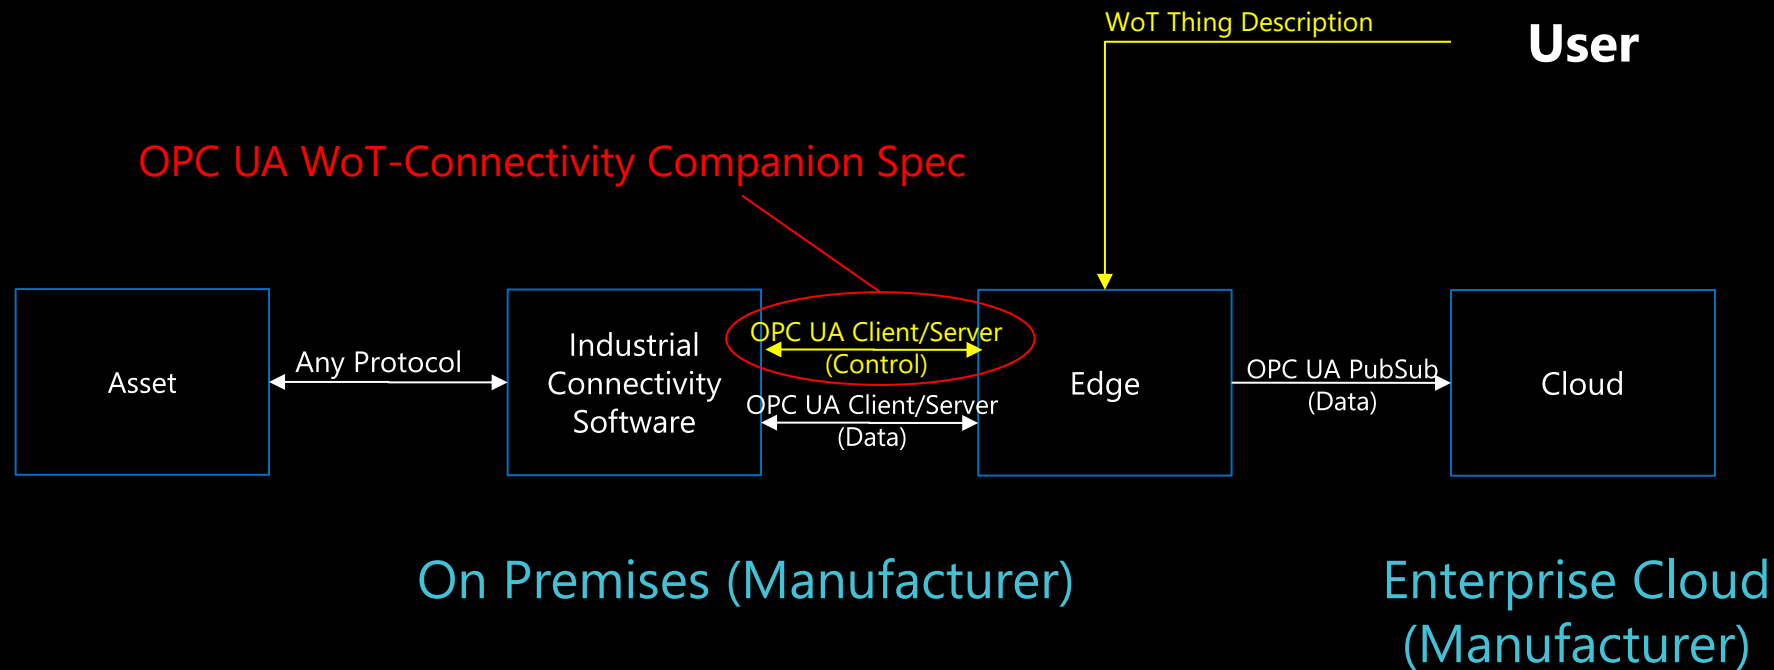 WoT Thing Description
User
OPC UA WoT-Connectivity Companion Spec
Asset
Any Protocol
Industrial
Connectivity
Software
OPC UA Client/Server
(Control)
OPC UA Client/Server
(Data)
Edge
OPC UA PubSub
(Data)
Cloud
On Premises (Manufacturer)
Enterprise Cloud
(Manufacturer)